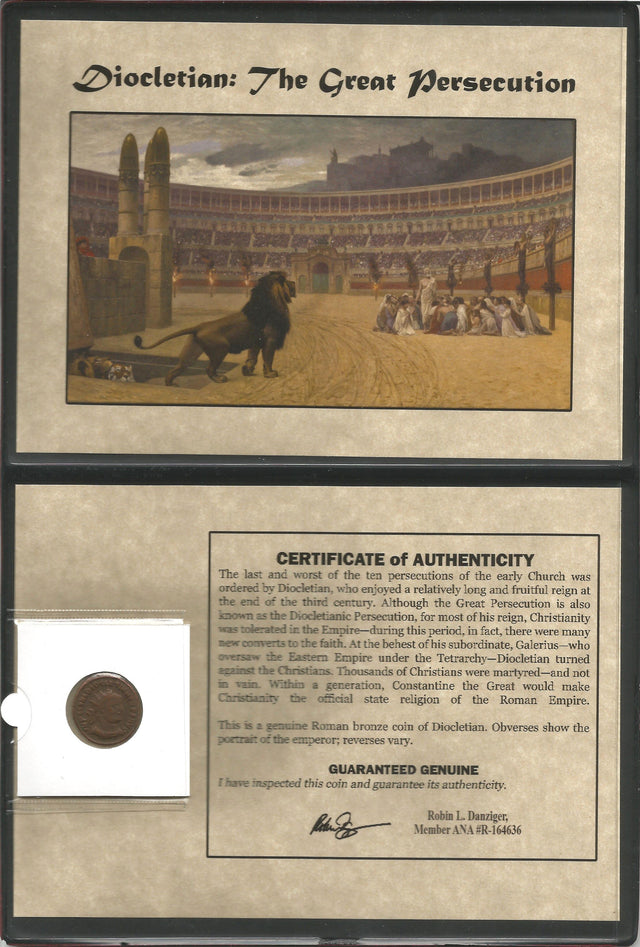 Diocletian: The Great Persecution
CERTIFICATE of AUTHENTICITY
The last and worst of the ten persecutions of the early Church was
ordered by Diocletian, who enjoyed a relatively long and fruitful reign at
the end of the third century. Although the Great Persecution is also
known as the Diocletianic Persecution, for most of his reign, Christianity
was tolerated in the Empire—during this period, in fact, there were many
new converts to the faith. At the behest of his subordinate, Galerius—who
oversaw the Eastern Empire under the Tetrarchy—Diocletian turned
against the Christians. Thousands of Christians were martyred—and not
in vain. Within a generation, Constantine the Great would make
Christianity the official state religion of the Roman Empire.
This is a genuine Roman bronze coin of Diocletian. Obverses show the
portrait of the emperor; reverses vary.
GUARANTEED GENUINE
I have inspected this coin and guarantee its authenticity.
Robin L. Danziger,
Member ANA #R-164636